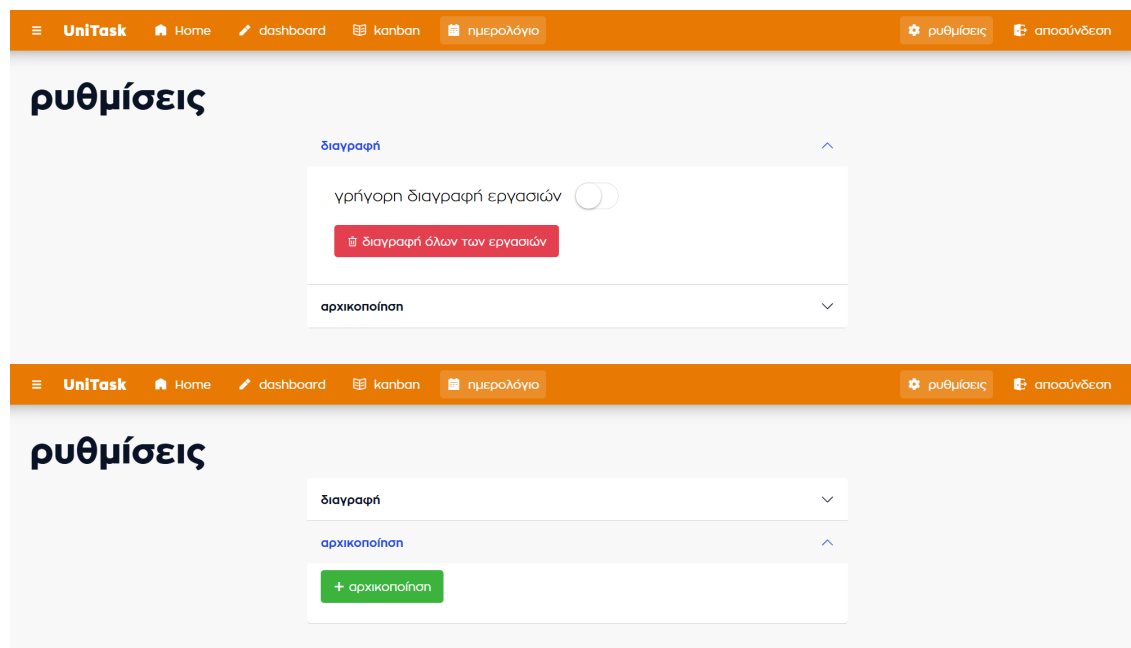 UniTask Home dashboard kanban ημερολόγιο ρυθμίσεις αποσύνδεση
ρυθμίσεις
διαγραφή
γρήγορη διαγραφή εργασιών
διαγραφή όλων των εργασιών
αρχικοποίηση
UniTask Home dashboard kanban ημερολόγιο ρυθμίσεις αποσύνδεση
ρυθμίσεις
διαγραφή
αρχικοποίηση
+ αρχικοποίηση